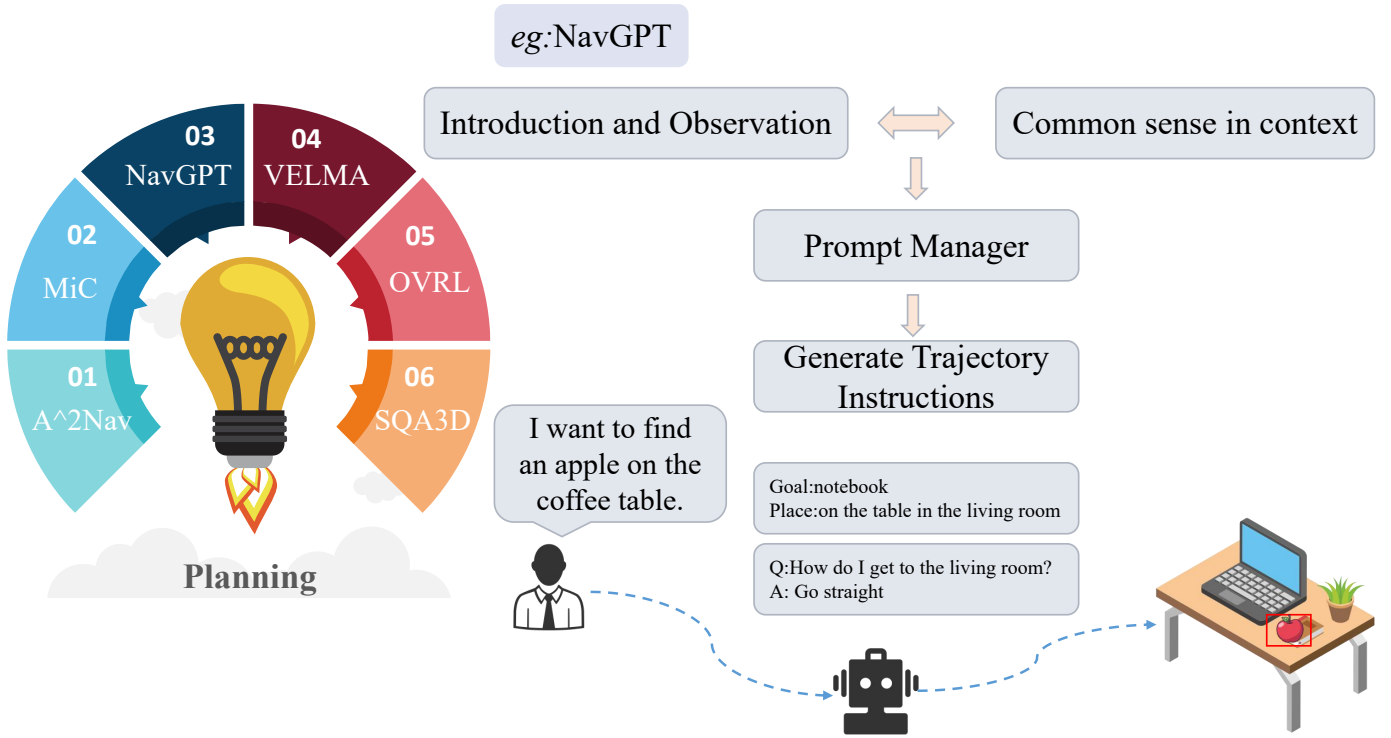 eg:NavGPT
Introduction and Observation
Common sense in context
Prompt Manager
Generate Trajectory
Instructions
01
A^2Nav
02
MiC
03
NavGPT
04
VELMA
05
OVRL
06
SQA3D
Planning
I want to find
an apple on the
coffee table.
Goal:notebook
Place:on the table in the living room
Q:How do I get to the living room?
A: Go straight